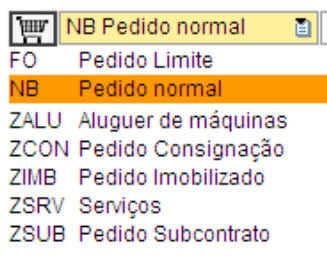 NB Pedido normal
FO Pedido Limite
NB Pedido normal
ZALU Aluguer de máquinas
ZCON Pedido Consignação
ZIMB Pedido Imobilizado
ZSRV Serviços
ZSUB Pedido Subcontrato